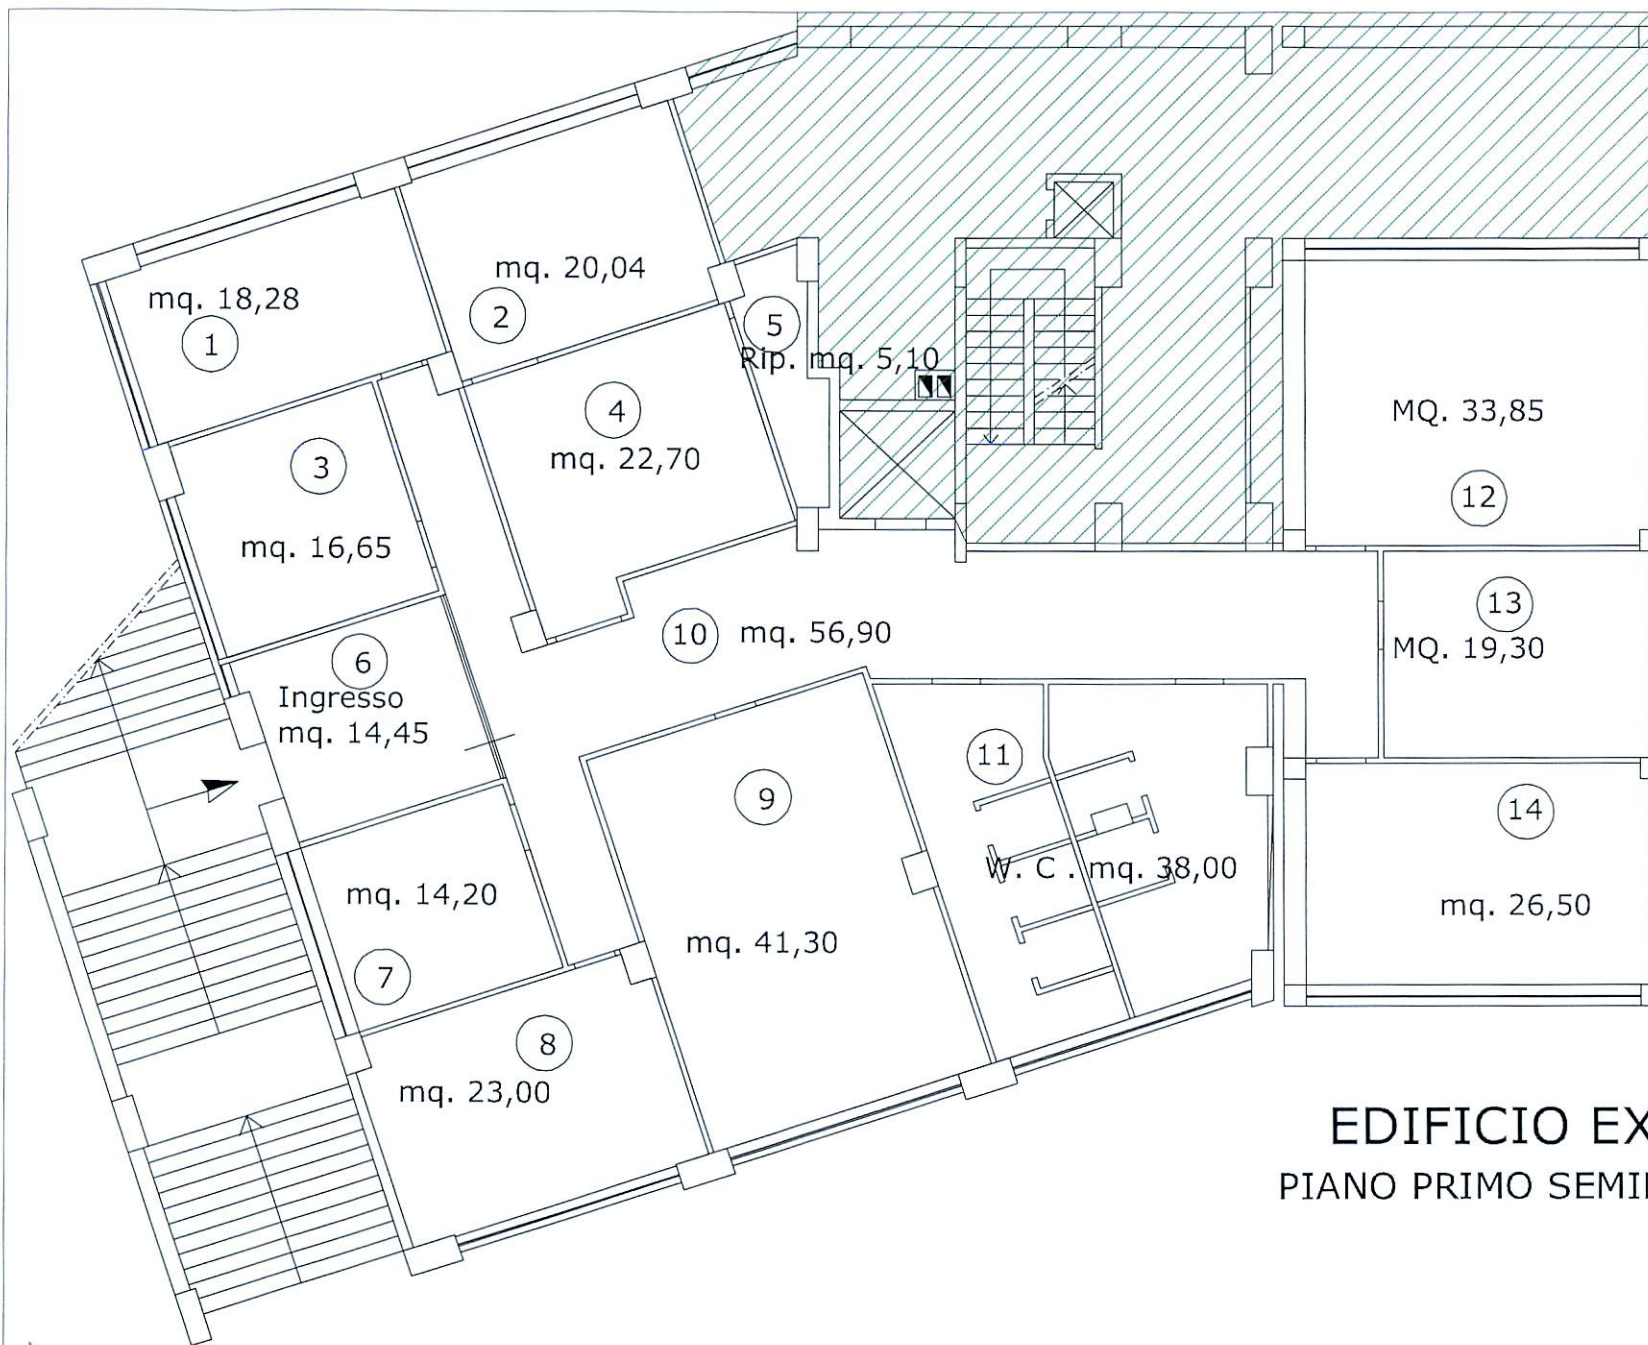 mq. 18,28
1
mq. 20,04
2
5
Rip. mq. 5,10
3
mq. 16,65
4
mq. 22,70
MQ. 33,85
12
6
Ingresso
mq. 14,45
10 mq. 56,90
13
MQ. 19,30
9
mq. 41,30
11
W. C . mq. 38,00
14
mq. 26,50
mq. 14,20
7
8
mq. 23,00
EDIFICIO EX
PIANO PRIMO SEMI